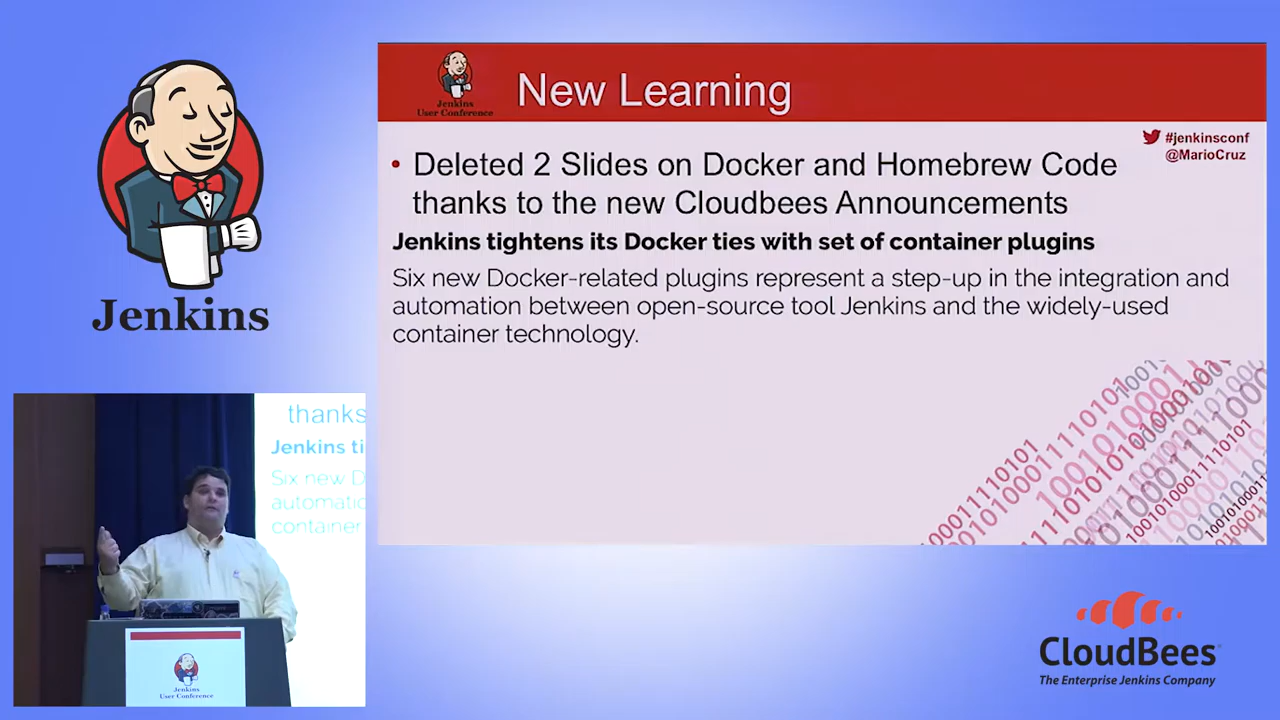 Jenkins
Jenkins
User Conference
New Learning
#jenkinsconf
@MarioCruz
• Deleted 2 Slides on Docker and Homebrew Code
thanks to the new Cloudbees Announcements
Jenkins tightens its Docker ties with set of container plugins
Six new Docker-related plugins represent a step-up in the integration and
automation between open-source tool Jenkins and the widely-used
container technology.
thanks
Jenkins ti
Six new D
automatio
container
Jenkins
User Conference
CloudBees
The Enterprise Jenkins Company